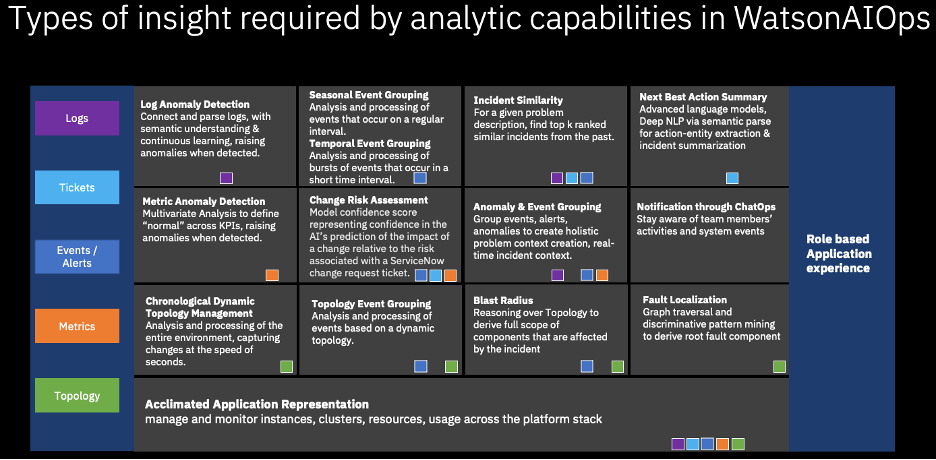 Types of insight required by analytic capabilities in WatsonAIOps
Logs
Tickets
Events /
Alerts
Metrics
Topology
Log Anomaly Detection
Connect and parse logs, with
semantic understanding &
continuous learning, raising
anomalies when detected.
Seasonal Event Grouping
Analysis and processing of
events that occur on a regular
interval.
Temporal Event Grouping
Analysis and processing of
bursts of events that occur in a
short time interval.
Incident Similarity
For a given problem
description, find top k ranked
similar incidents from the past.
Next Best Action Summary
Advanced language models,
Deep NLP via semantic parse
for action-entity extraction &
incident summarization
Metric Anomaly Detection
Multivariate Analysis to define
“normal” across KPIs, raising
anomalies when detected.
Change Risk Assessment
Model confidence score
representing confidence in the
AI’s prediction of the impact of
a change relative to the risk
associated with a ServiceNow
change request ticket.
Anomaly & Event Grouping
Group events, alerts,
anomalies to create holistic
problem context creation, real-
time incident context.
Notification through ChatOps
Stay aware of team members’
activities and system events
Chronological Dynamic
Topology Management
Analysis and processing of the
entire environment, capturing
changes at the speed of
seconds.
Topology Event Grouping
Analysis and processing of
events based on a dynamic
topology.
Blast Radius
Reasoning over Topology to
derive full scope of
components that are affected
by the incident
Fault Localization
Graph traversal and
discriminative pattern mining
to derive root fault component
Acclimated Application Representation
manage and monitor instances, clusters, resources, usage across the platform stack
Role based
Application
experience